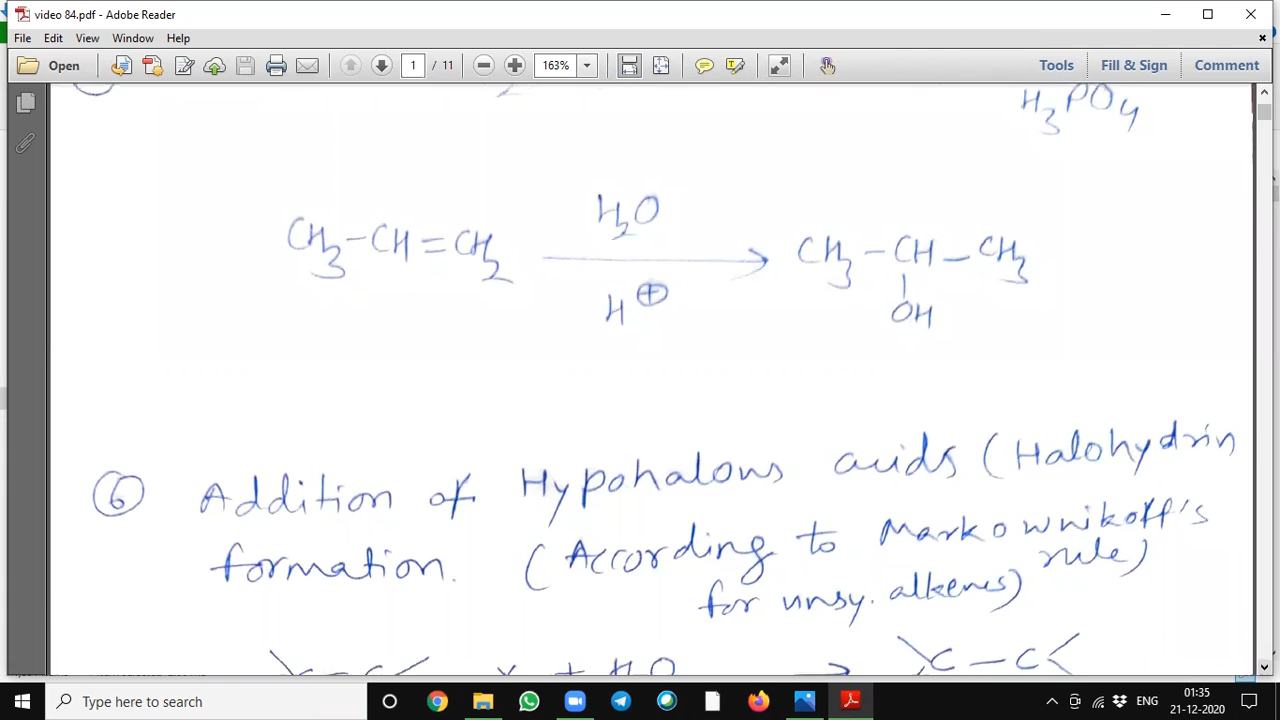 video 84.pdf - Adobe Reader
File Edit View Window Help
Open 1 / 11 163% Tools Fill & Sign Comment
H3PO4
CH3-CH=CH2 H2O H⊕ → CH3-CH-CH3
OH
⑥ Addition of Hypohalous acids (Halohydrin
formation. (According to Markownikoff's
rule)
for unsy. alkenes)
C=C X + H2O → C-C
Type here to search
ENG 01:35
21-12-2020